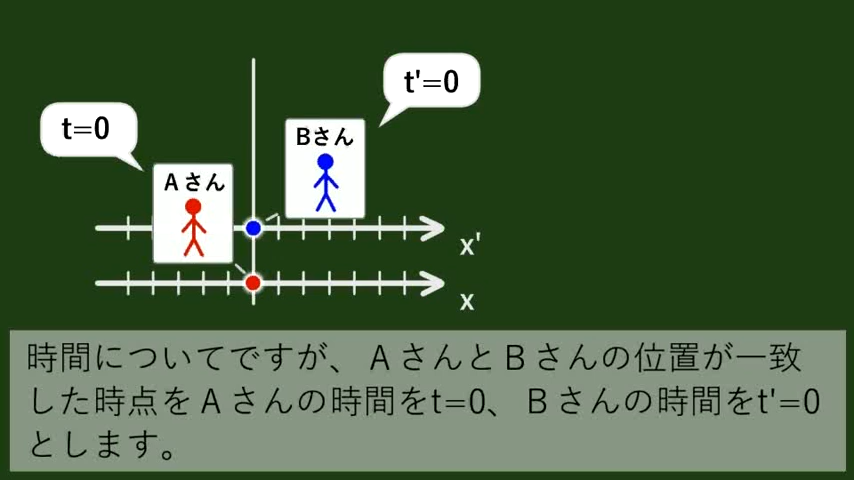 t'=0
t=0
Bさん
Aさん
x'
x
時間についてですが、AさんとBさんの位置が一致
した時点をAさんの時間をt=0、Bさんの時間をt'=0
とします。